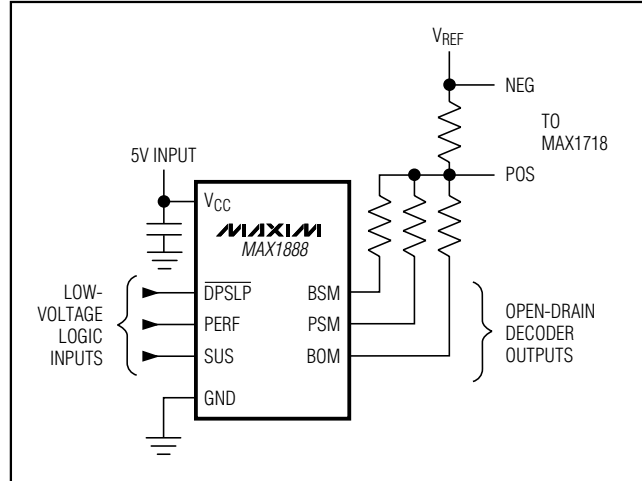 VREF
NEG
TO
MAX1718
POS
5V INPUT
VCC
MAXIM
MAX1888
LOW-
VOLTAGE
LOGIC
INPUTS
DPSLP
PERF
SUS
GND
BSM
PSM
BOM
OPEN-DRAIN
DECODER
OUTPUTS